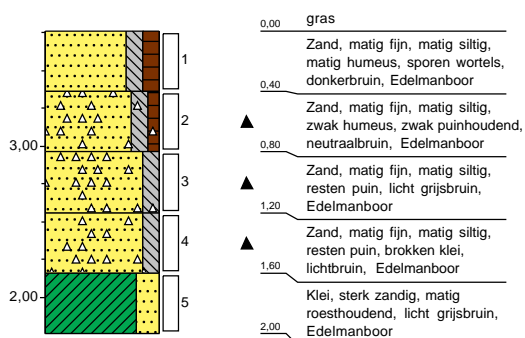 3,00
2,00
1
2
3
4
5
0,00 gras
Zand, matig fijn, matig siltig,
matig humeus, sporen wortels,
donkerbruin, Edelmanboor
0,40
Zand, matig fijn, matig siltig,
zwak humeus, zwak puinhoudend,
neutraalbruin, Edelmanboor
0,80
Zand, matig fijn, matig siltig,
resten puin, licht grijsbruin,
Edelmanboor
1,20
Zand, matig fijn, matig siltig,
resten puin, brokken klei,
lichtbruin, Edelmanboor
1,60
Klei, sterk zandig, matig
roesthoudend, licht grijsbruin,
Edelmanboor
2,00